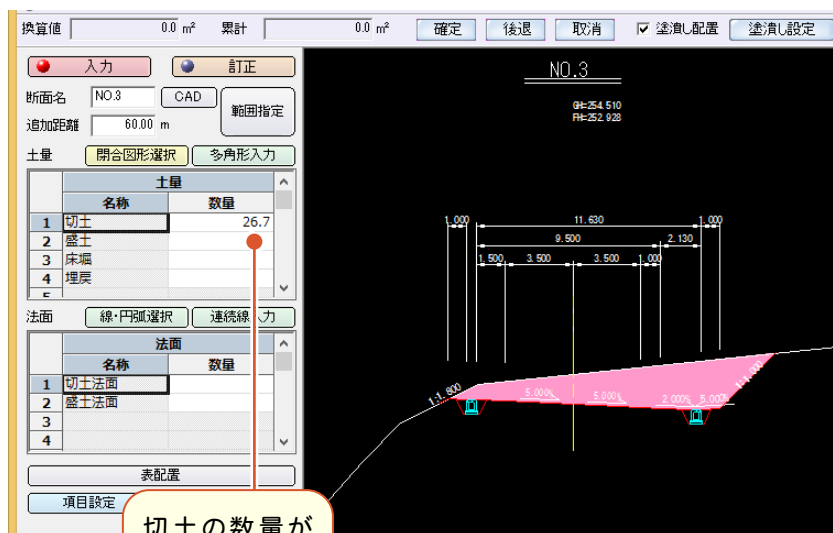 換算値 0.0 m² 累計 0.0 m² 確定 後退 取消 塗潰し配置 塗潰し設定
入力 訂正
断面名 NO.3 CAD 範囲指定
追加距離 60.00 m
土量 閉合図形選択 多角形入力
土量
名称 数量
1 切土 26.7
2 盛土
3 床堀
4 埋戻
5
法面 線・円弧選択 連続線入力
法面
名称 数量
1 切土法面
2 盛土法面
3
4
表配置
項目設定
切土の数量が
NO.3
GH=254.510
FH=252.928
1.000 11.630 1.000
9.500 2.130
1.500 3.500 3.500 1.000
1:1.800 5.000% 5.000% 2.000% 5.000% 1:1.000